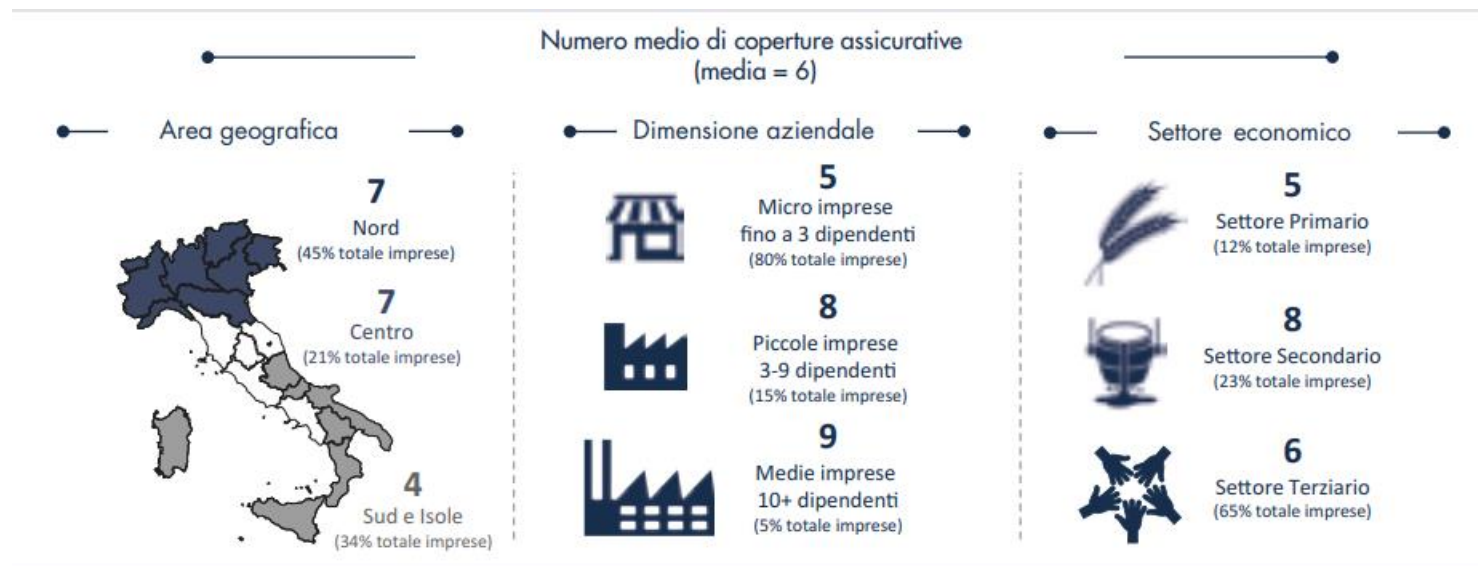 Numero medio di coperture assicurative
(media = 6)
Area geografica
7
Nord
(45% totale imprese)
7
Centro
(21% totale imprese)
4
Sud e Isole
(34% totale imprese)
Dimensione aziendale
5
Micro imprese
fino a 3 dipendenti
(80% totale imprese)
8
Piccole imprese
3-9 dipendenti
(15% totale imprese)
9
Medie imprese
10+ dipendenti
(5% totale imprese)
Settore economico
5
Settore Primario
(12% totale imprese)
8
Settore Secondario
(23% totale imprese)
6
Settore Terziario
(65% totale imprese)